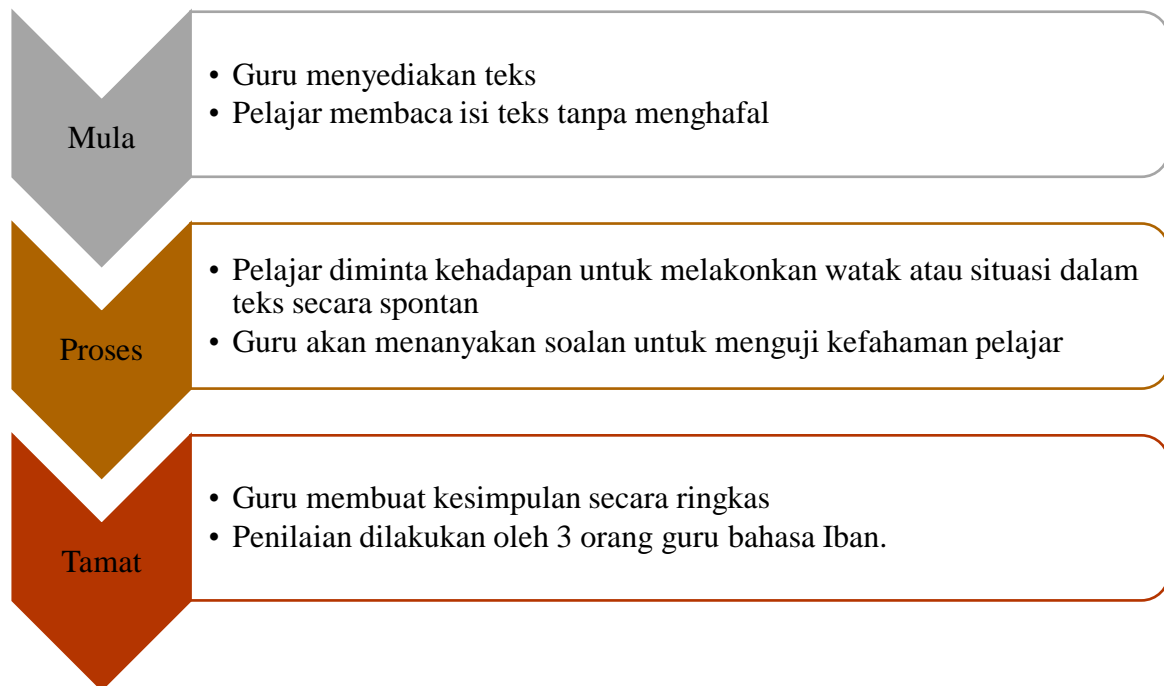 Mula
• Guru menyediakan teks
• Pelajar membaca isi teks tanpa menghafal
Proses
• Pelajar diminta kehadapan untuk melakonkan watak atau situasi dalam
teks secara spontan
• Guru akan menanyakan soalan untuk menguji kefahaman pelajar
Tamat
• Guru membuat kesimpulan secara ringkas
• Penilaian dilakukan oleh 3 orang guru bahasa Iban.